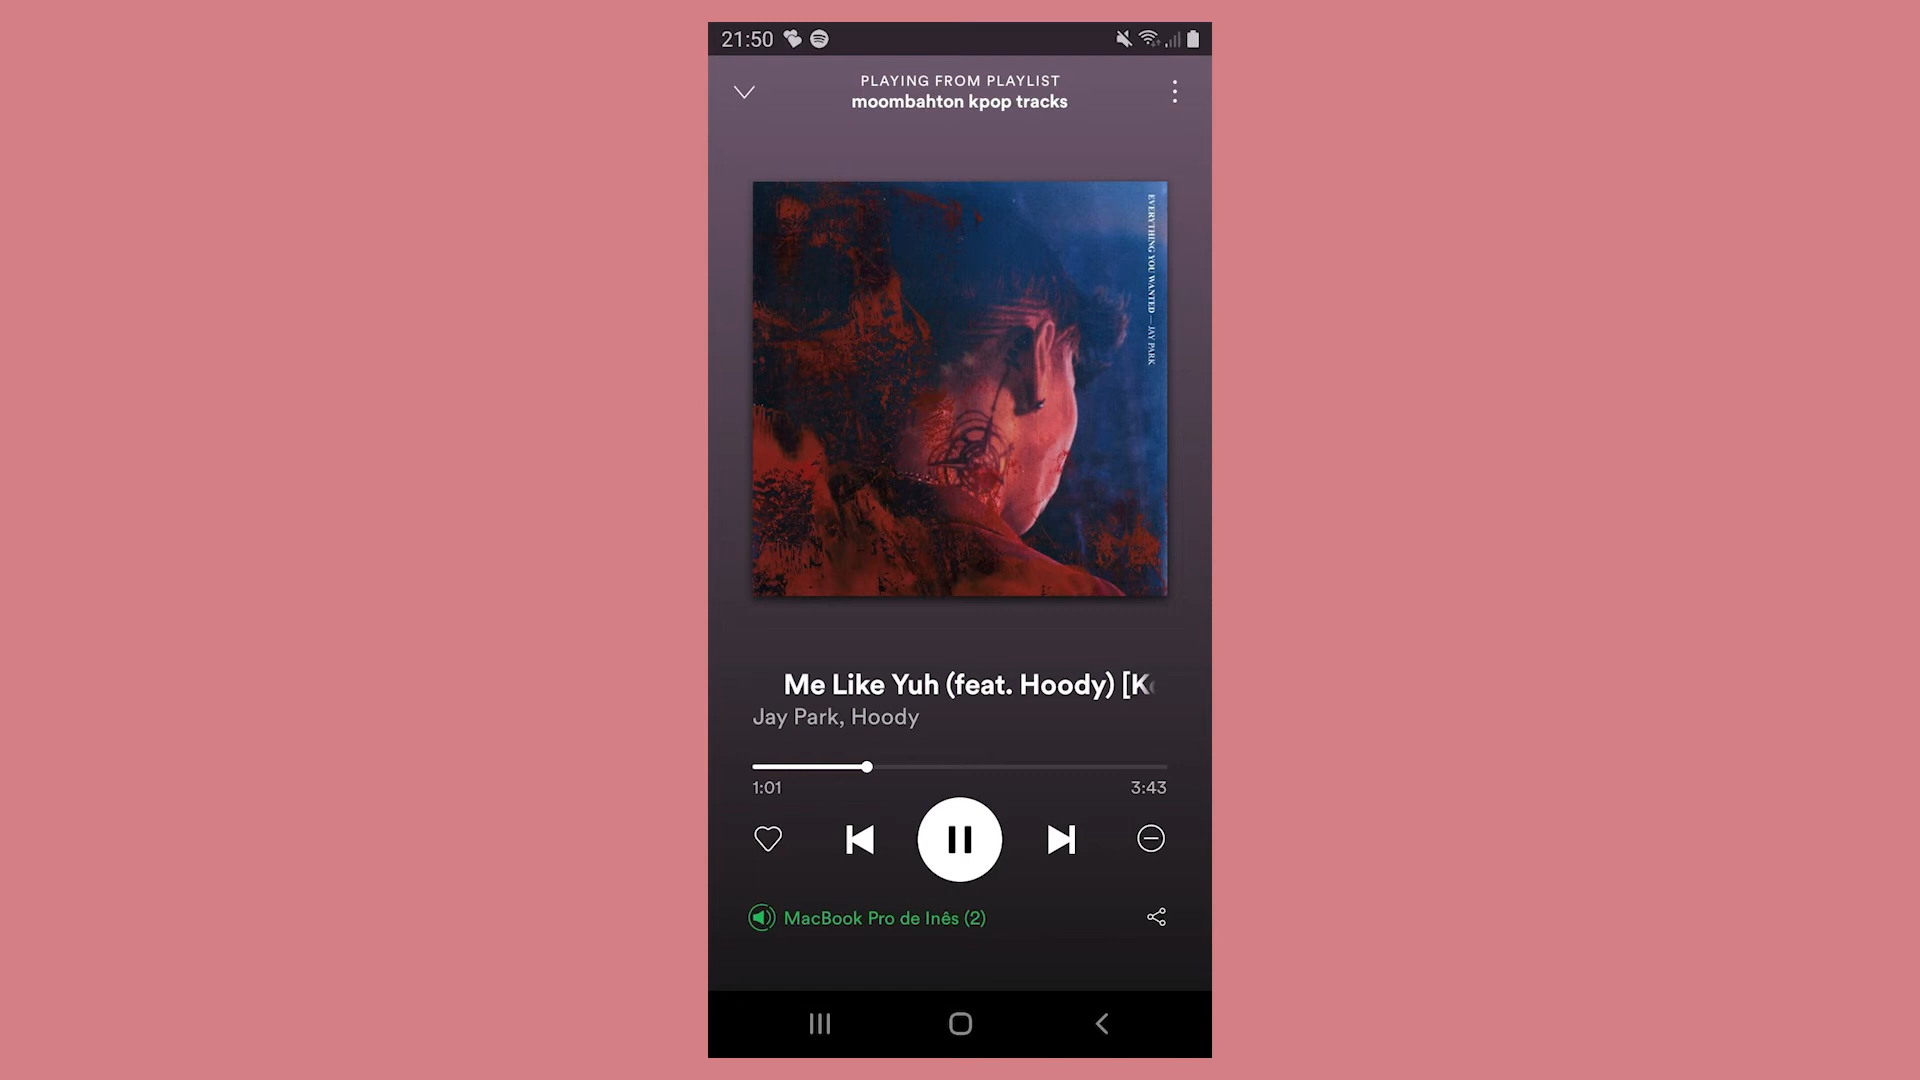 21:50
PLAYING FROM PLAYLIST
moombahton kpop tracks
EVERYTHING YOU WANTED — JAY PARK
Me Like Yuh (feat. Hoody) [K
Jay Park, Hoody
1:01
3:43
MacBook Pro de Inês (2)